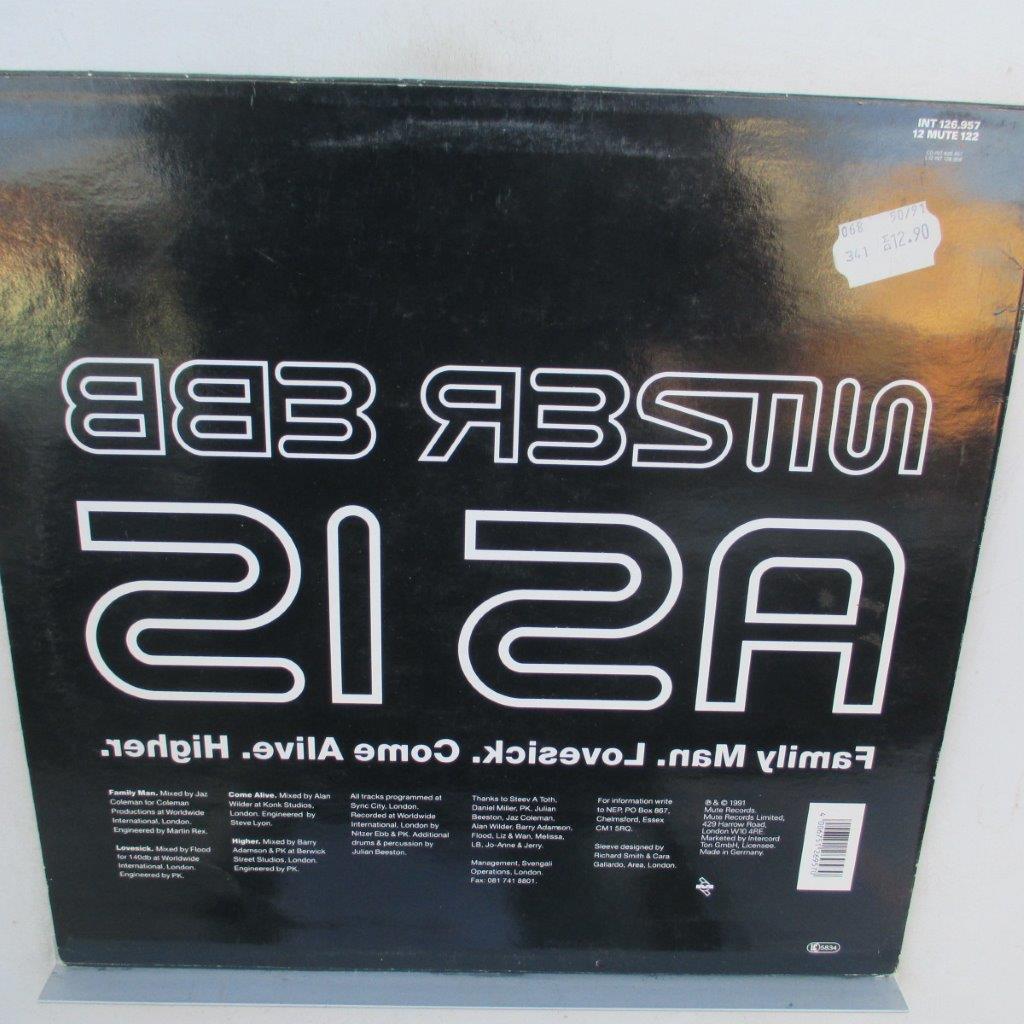 INT 126.957
12 MUTE 122
068 50/91
341 12.90
NITZER EBB
AS IS
Family Man. Lovesick. Come Alive. Higher.
Family Man. Mixed by Jaz
Coleman for Coleman
Productions at Worldwide
International, London.
Engineered by Martin Rex.
Lovesick. Mixed by Flood
for 140db at Worldwide
International, London.
Engineered by PK.
Come Alive. Mixed by Alan
Wilder at Konk Studios,
London. Engineered by
Steve Lyon.
Higher. Mixed by Barry
Adamson & PK at Berwick
Street Studios, London.
Engineered by PK.
All tracks programmed at
Sync City, London.
Recorded at Worldwide
International, London by
Nitzer Ebb & PK. Additional
drums & percussion by
Julian Beeston.
Thanks to Steev A Toth,
Daniel Miller, PK, Julian
Beeston, Jaz Coleman,
Alan Wilder, Barry Adamson,
Flood, Liz & Wan, Melissa,
LB, Jo-Anne & Jerry.
Management, Svengali
Operations, London.
Fax: 081 741 8801.
For information write
to NEP, PO Box 867,
Chelmsford, Essex
CM1 5RQ.
Sleeve designed by
Richard Smith & Cara
Gallardo, Area, London.
℗ & © 1991
Mute Records.
Mute Records Limited,
429 Harrow Road,
London W10 4RE.
Marketed by Intercord
Ton GmbH, Licensee.
Made in Germany.
LC 5834